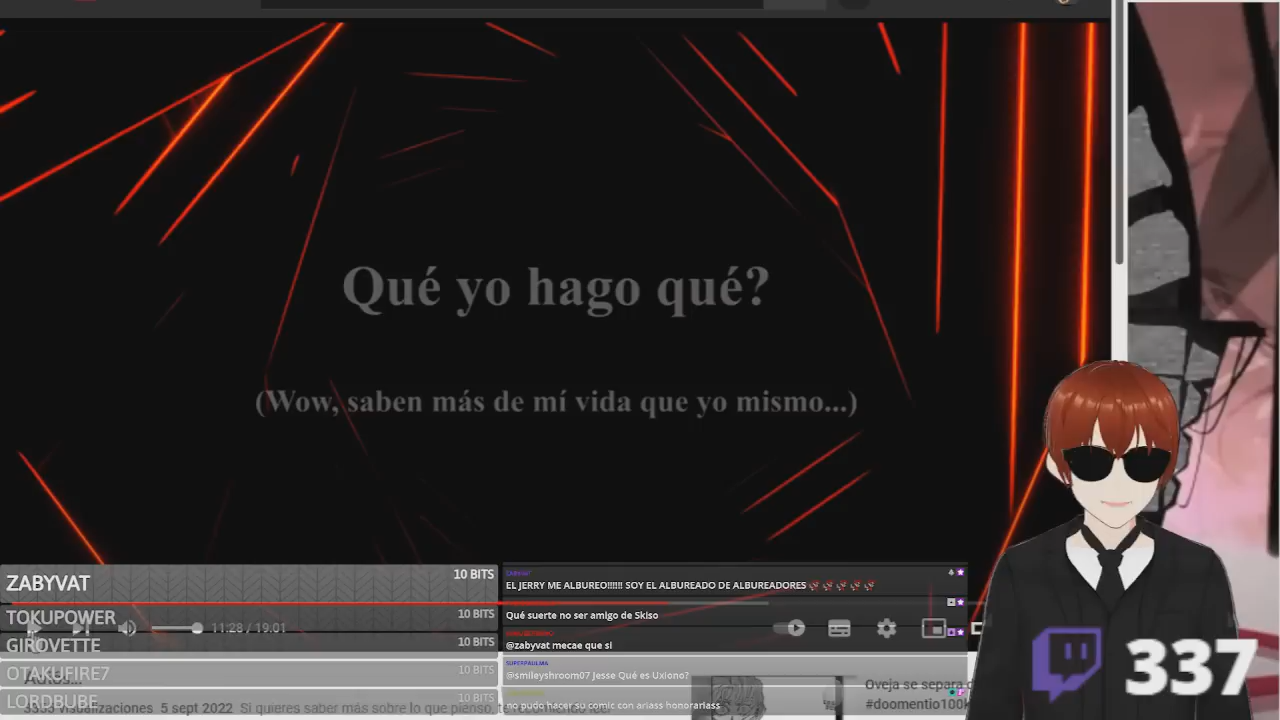 Qué yo hago qué?
(Wow, saben más de mí vida que yo mismo...)
ZABYVAT
10 BITS
TOKUPOWER
10 BITS
GIROVETTE
10 BITS
OTAKUFIRE7
10 BITS
LORDBUBE
10 BITS
11:28 / 19:01
EL JERRY ME ALBUREO!!!!!! SOY EL ALBUREADO DE ALBUREADORES
Qué suerte no ser amigo de Skiso
@zabyvat mecae que si
SUPERPAULMA
@smileyshroom07 Jesse Qué es Uxiono?
no pudo hacer su comic con ariass honorariass
visualizaciones 5 sept 2022 Si quieres saber más sobre lo que pienso, te
Oveja se separa
#doomentio100k
337